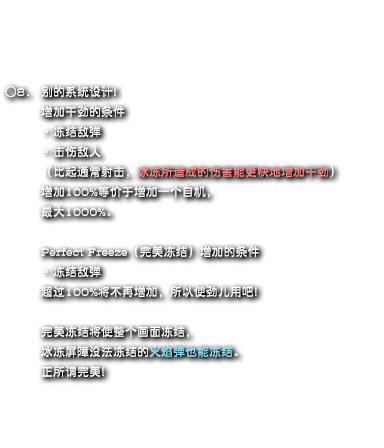 ○8. 别的系统设计!
增加干劲的条件
·冻结敌弹
·击伤敌人
（比起通常射击，冰冻所造成的伤害能更快地增加干劲）
增加100%等价于增加一个自机，
最大1000%。
Perfect Freeze（完美冻结）增加的条件
·冻结敌弹
超过100%将不再增加，所以使劲儿用吧!
完美冻结将使整个画面冻结，
冰冻屏障没法冻结的火焰弹也能冻结。
正所谓完美!